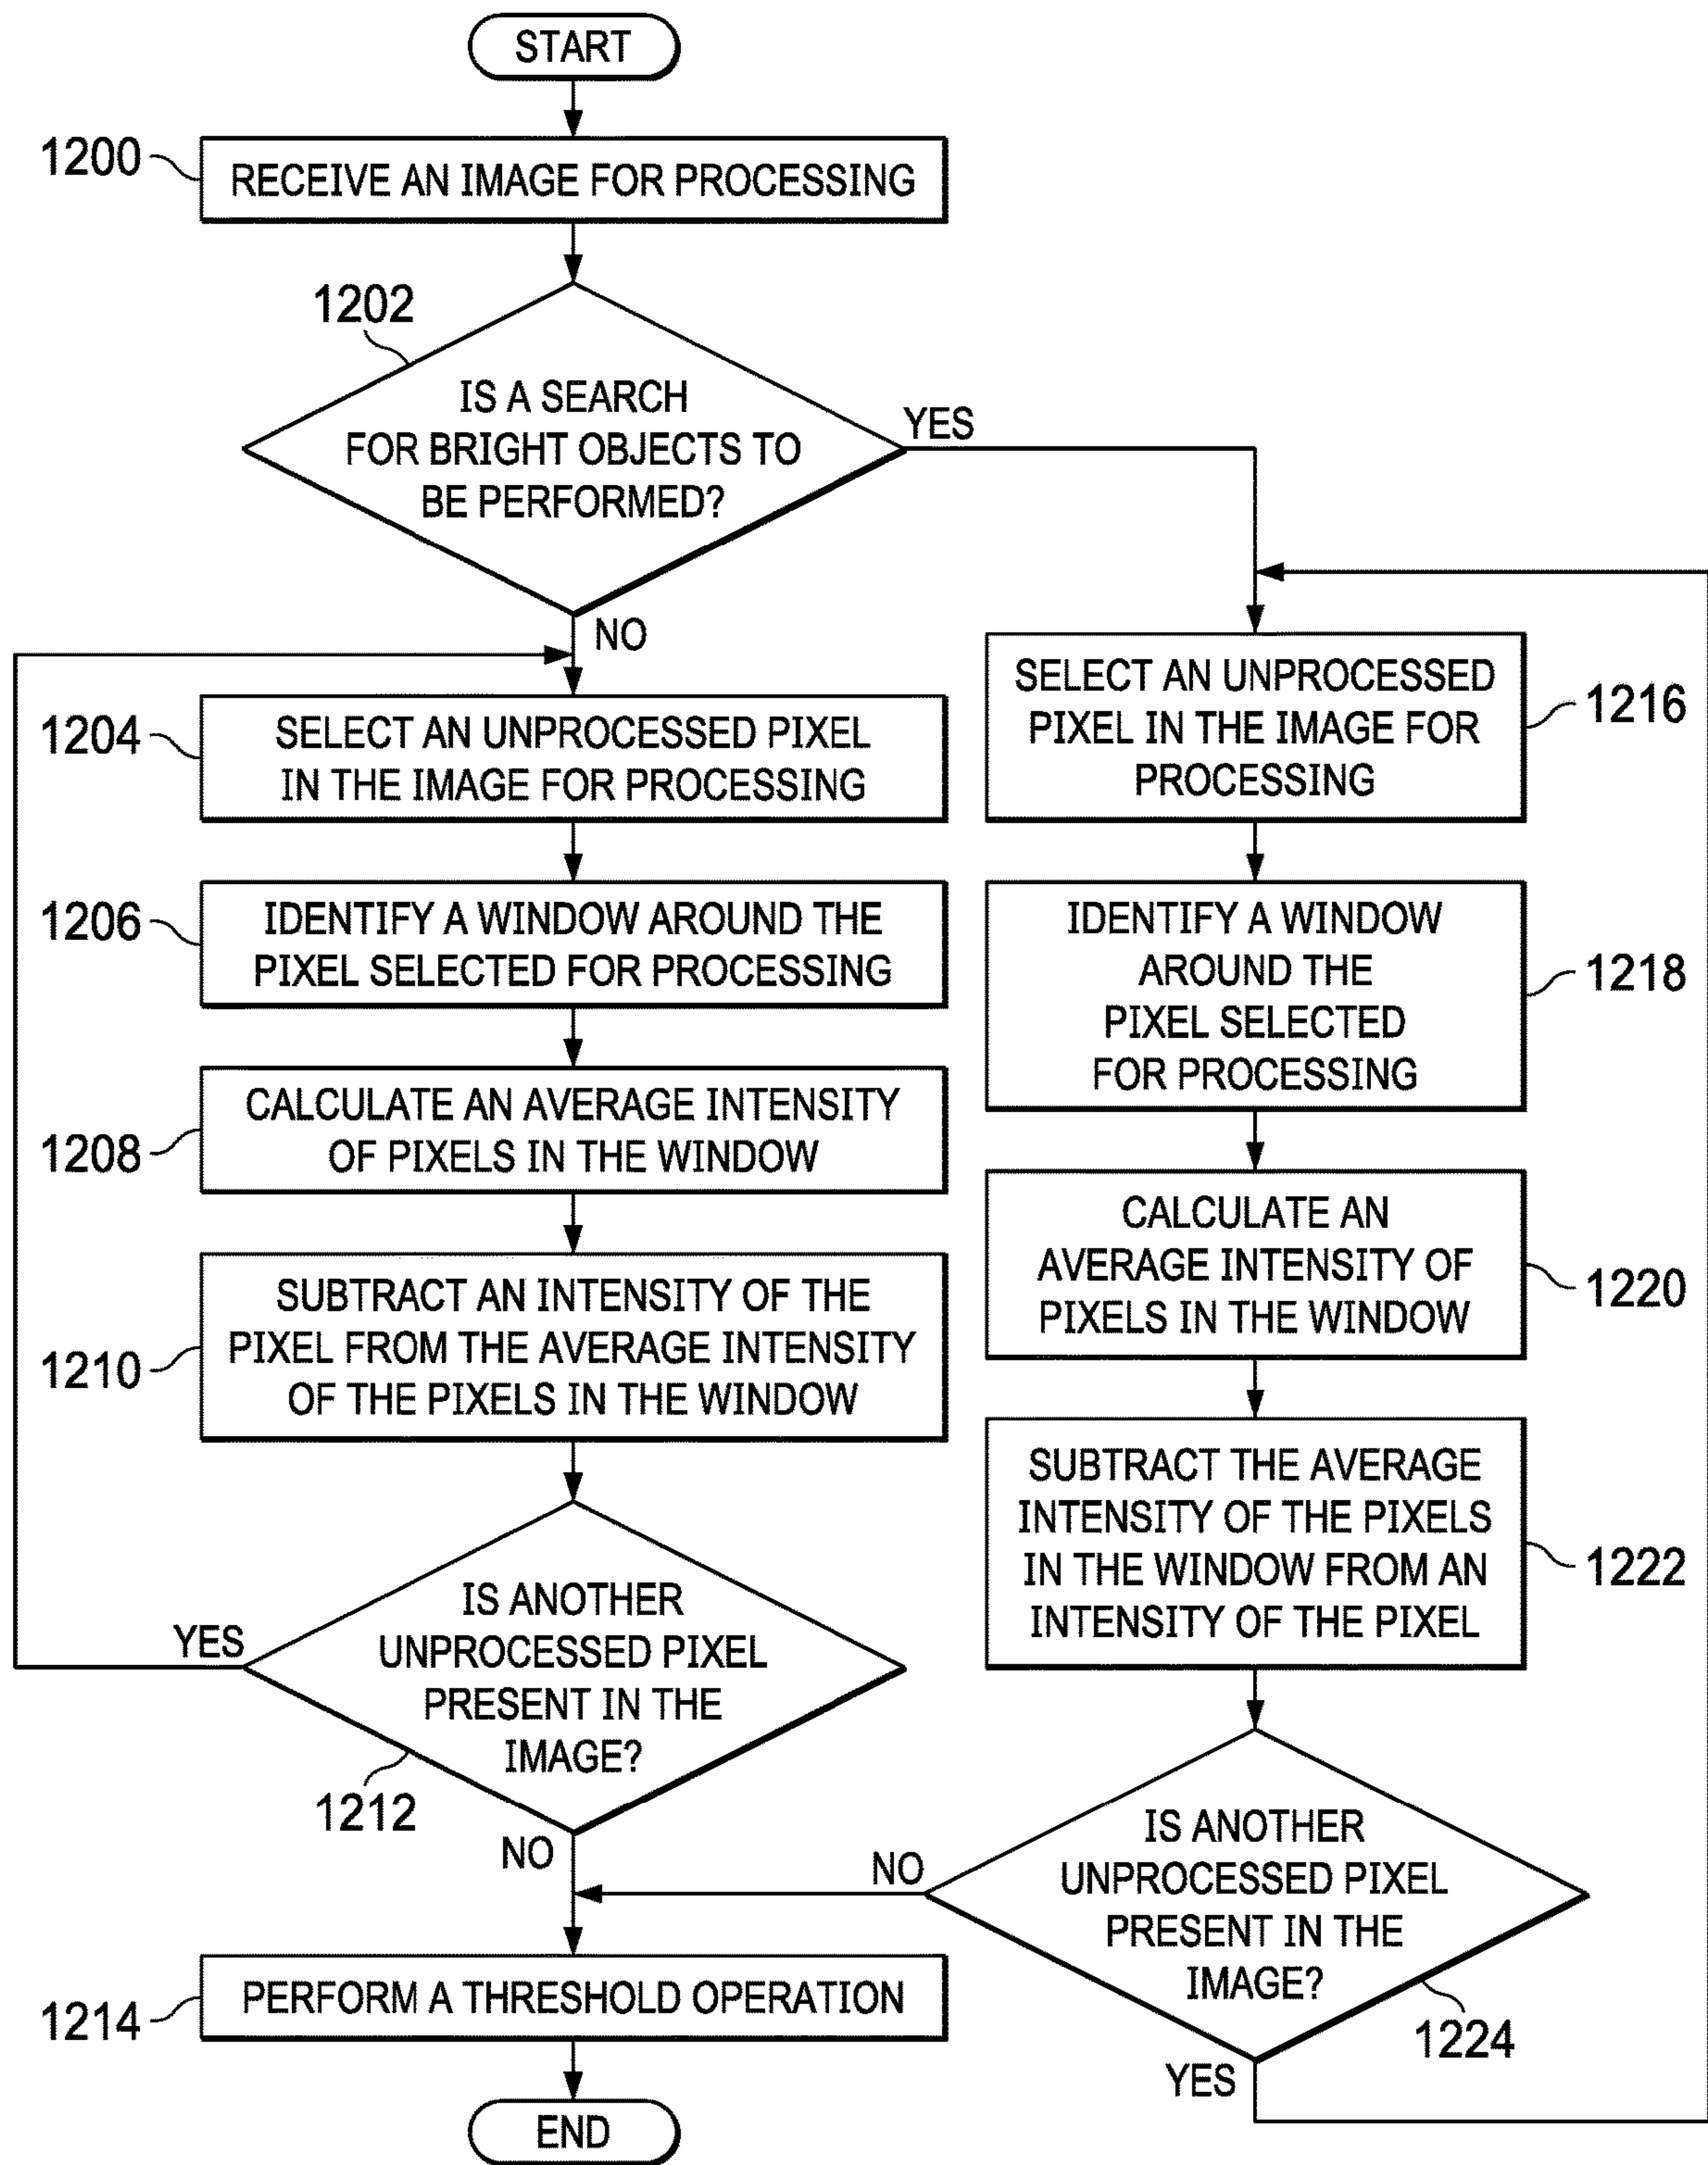 START
1200
RECEIVE AN IMAGE FOR PROCESSING
1202
IS A SEARCH
FOR BRIGHT OBJECTS TO
BE PERFORMED?
YES
NO
1204
SELECT AN UNPROCESSED PIXEL
IN THE IMAGE FOR PROCESSING
1206
IDENTIFY A WINDOW AROUND THE
PIXEL SELECTED FOR PROCESSING
1208
CALCULATE AN AVERAGE INTENSITY
OF PIXELS IN THE WINDOW
1210
SUBTRACT AN INTENSITY OF THE
PIXEL FROM THE AVERAGE INTENSITY
OF THE PIXELS IN THE WINDOW
IS ANOTHER
UNPROCESSED PIXEL
PRESENT IN THE
IMAGE?
YES
1212
NO
1214
PERFORM A THRESHOLD OPERATION
END
SELECT AN UNPROCESSED
PIXEL IN THE IMAGE FOR
PROCESSING
1216
IDENTIFY A WINDOW
AROUND THE
PIXEL SELECTED
FOR PROCESSING
1218
CALCULATE AN
AVERAGE INTENSITY OF
PIXELS IN THE WINDOW
1220
SUBTRACT THE AVERAGE
INTENSITY OF THE PIXELS
IN THE WINDOW FROM AN
INTENSITY OF THE PIXEL
1222
IS ANOTHER
UNPROCESSED PIXEL
PRESENT IN THE
IMAGE?
NO
1224
YES